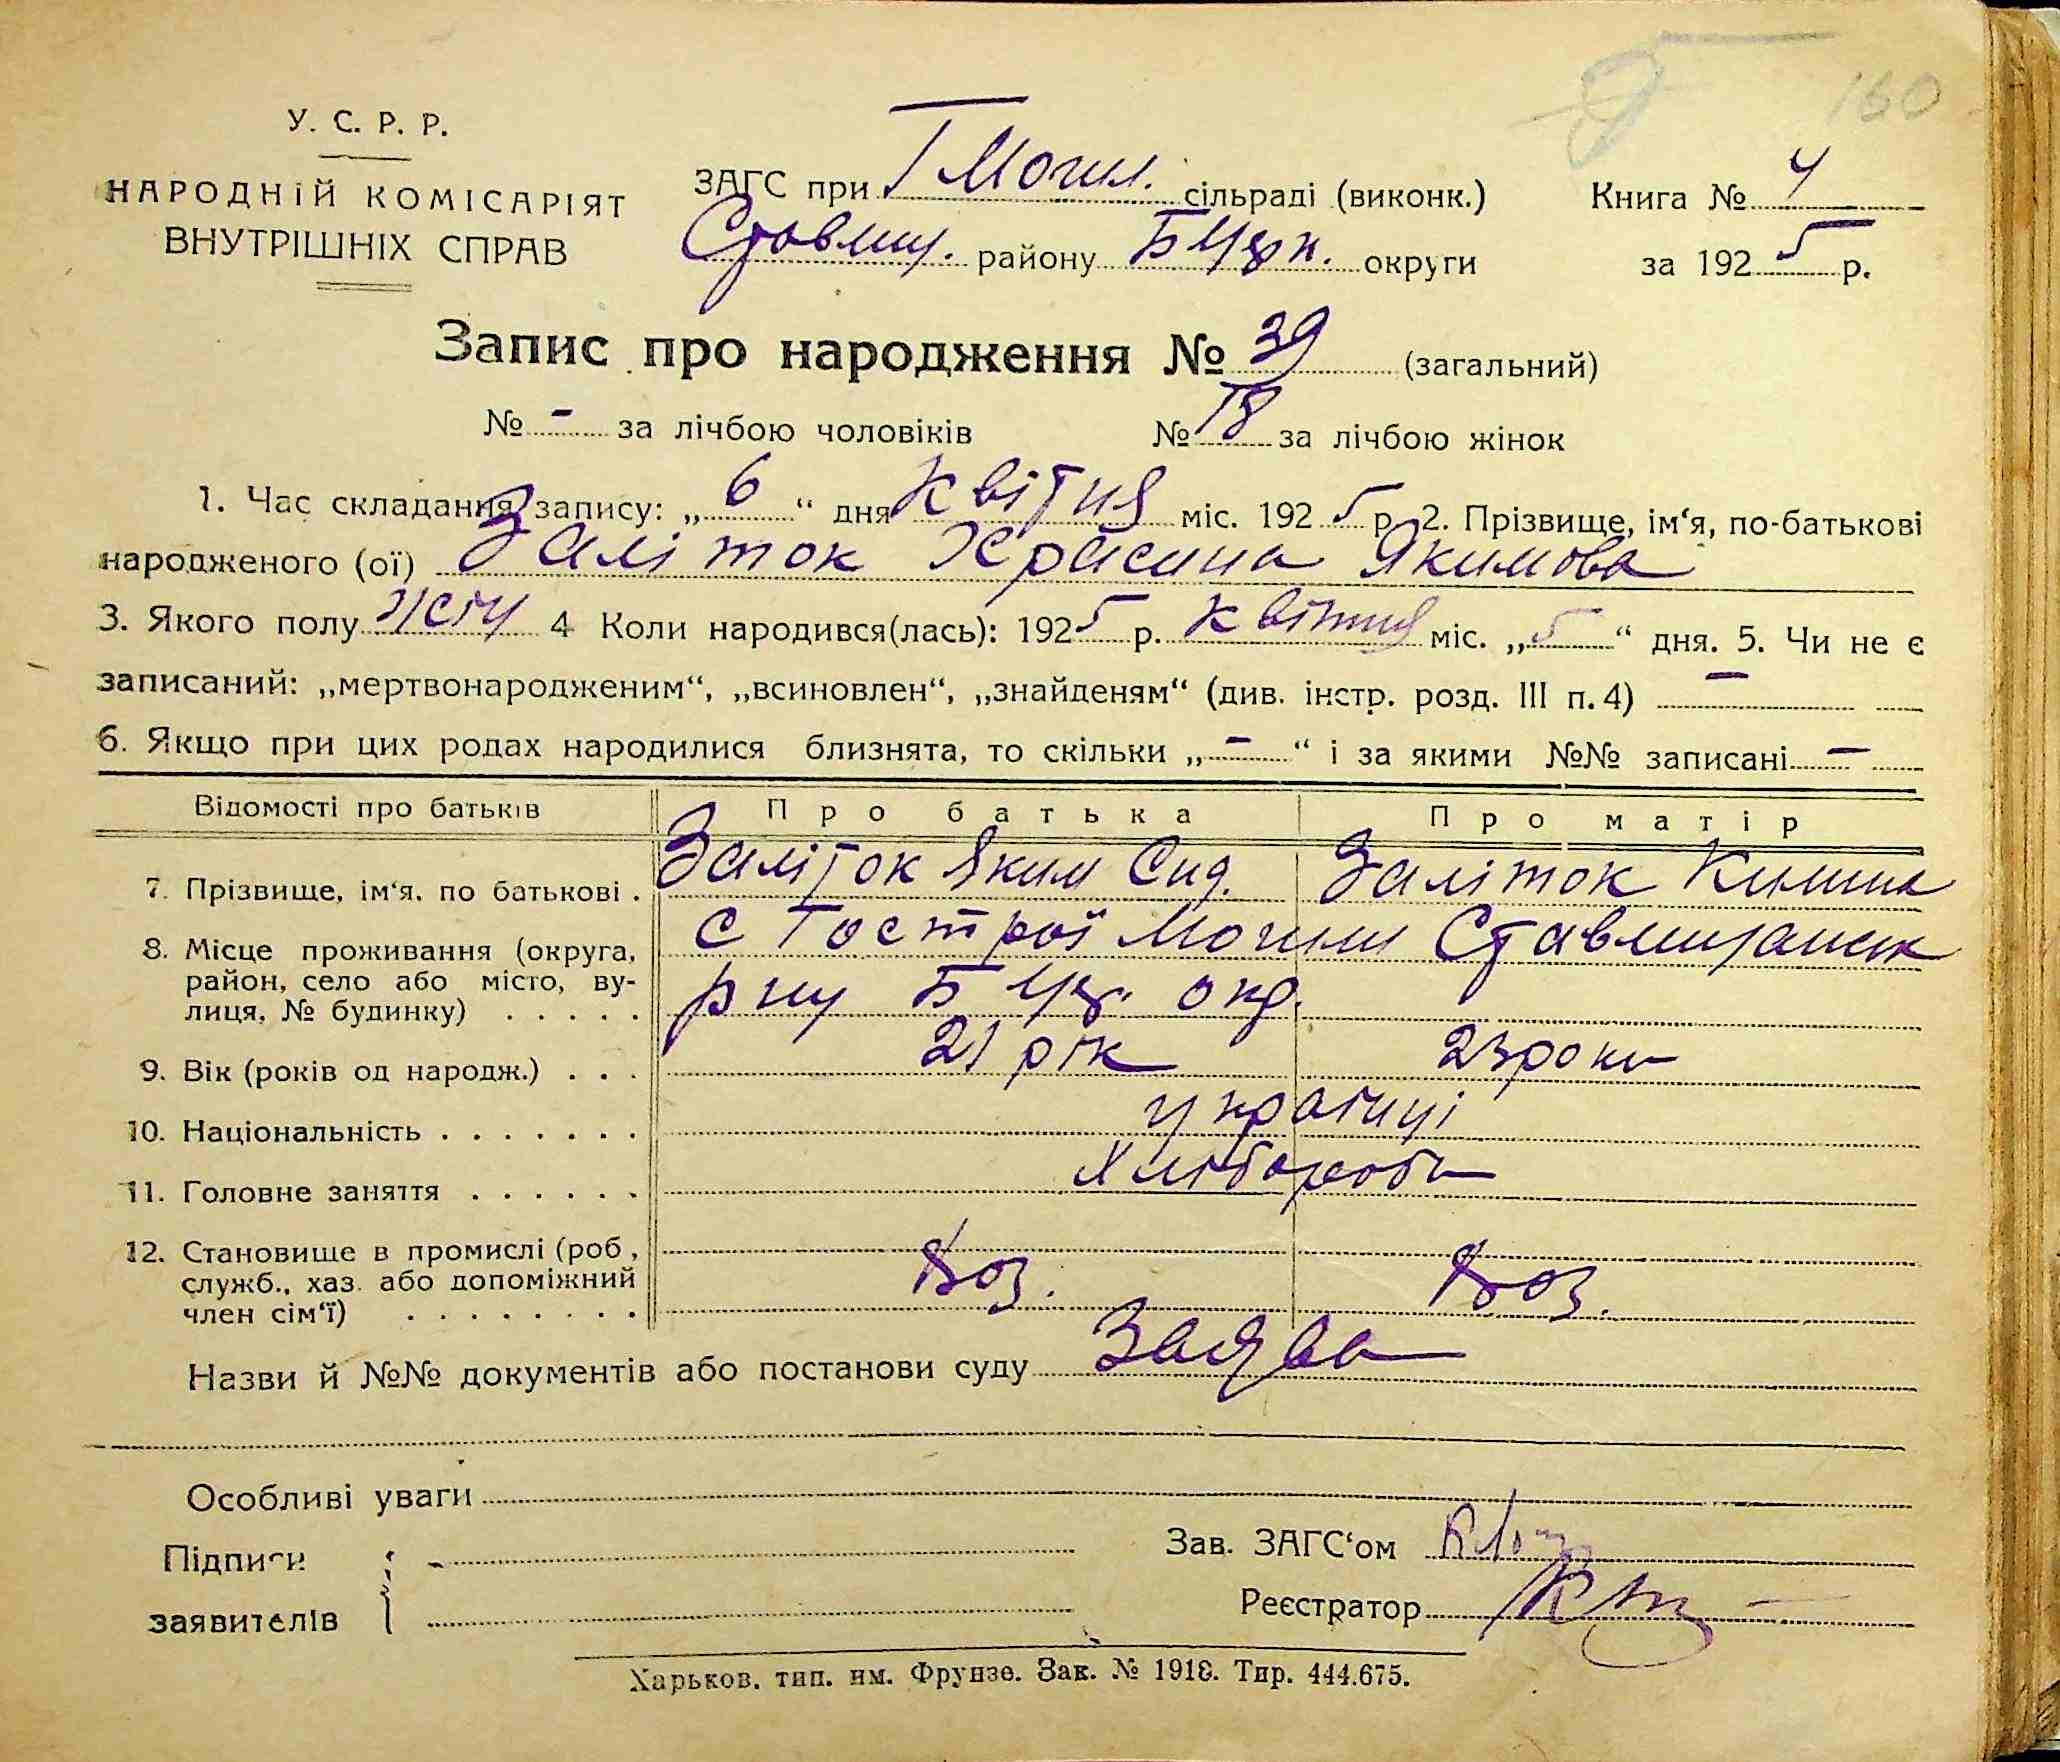 160
У. С. Р. Р.
НАРОДНІЙ КОМІСАРІЯТ
ВНУТРІШНІХ СПРАВ
ЗАГС при Г Могил. сільраді (виконк.)
Ставищ. району БЦерк. округи
Книга № 4
за 1925 р.
Запис про народження № 39 (загальний)
№ - за лічбою чоловіків № 18 за лічбою жінок
1. Час складання запису: „6“ дня квітня міс. 1925 р. 2. Прізвище, ім‘я, по-батькові
народженого (ої) Заліток Красина Якимова
3. Якого полу жіч 4 Коли народився(лась): 1925 р. квітня міс. „5“ дня. 5. Чи не є
записаний: „мертвонародженим“, „всиновлен“, „знайденям“ (див. інстр. розд. III п. 4) -
6. Якщо при цих родах народилися близнята, то скільки „-“ і за якими №№ записані -
Відомості про батьків Про батька Про матір
7. Прізвище, ім‘я. по батькові . Заліток Яким Сид. Заліток Килина
8. Місце проживання (округа, с Гострої Могили Ставищанськ
район, село або місто, ву- р ну Б Церк. окр.
лиця, № будинку) . . . . .
9. Вік (років од народж.) . . . 21 рік 23 роки
10. Національність . . . . . . . українці
11. Головне заняття . . . . . . Хлібороби
12. Становище в промислі (роб,
служб., хаз. або допоміжний
член сім‘ї) . . . . . . . .
Назви й №№ документів або постанови суду Заява
Особливі уваги
Підписи
заявителів
Зав. ЗАГС‘ом
Реєстратор
Харьков. тип. им. Фрунзе. Зак. № 1918. Тир. 444.675.